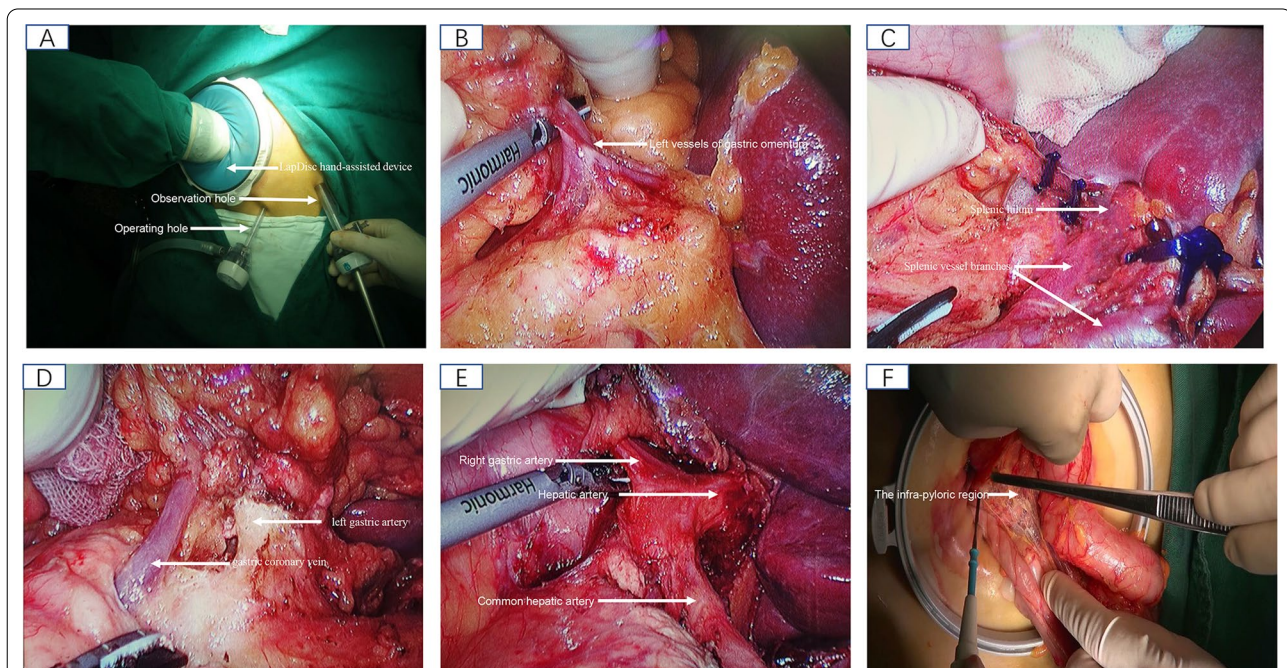 A
LapDisc hand-assisted device
Observation hole
Operating hole
B
Left vessels of gastric omentum
Harmonic
C
Splenic hilum
Splenic vessel branches
D
left gastric artery
gastric coronary vein
E
Right gastric artery
Hepatic artery
Harmonic
Common hepatic artery
F
The infra-pyloric region